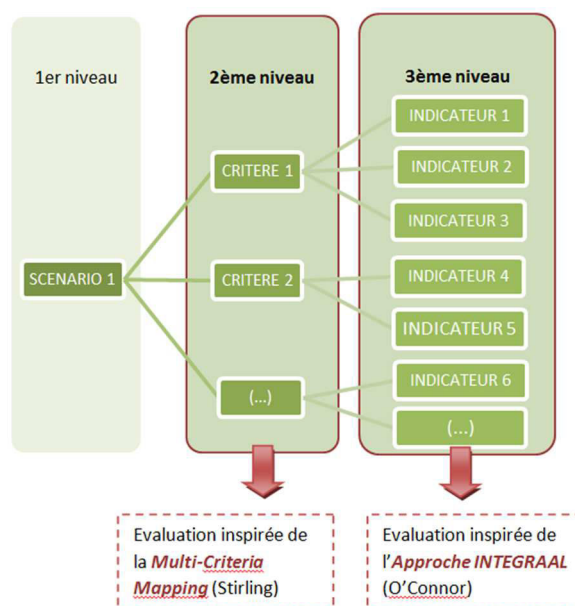 1er niveau
2ème niveau
3ème niveau
SCENARIO 1
CRITERE 1
CRITERE 2
(...)
INDICATEUR 1
INDICATEUR 2
INDICATEUR 3
INDICATEUR 4
INDICATEUR 5
INDICATEUR 6
(...)
Evaluation inspirée de
la Multi-Criteria
Mapping (Stirling)
Evaluation inspirée de
l'Approche INTEGRAAL
(O'Connor)